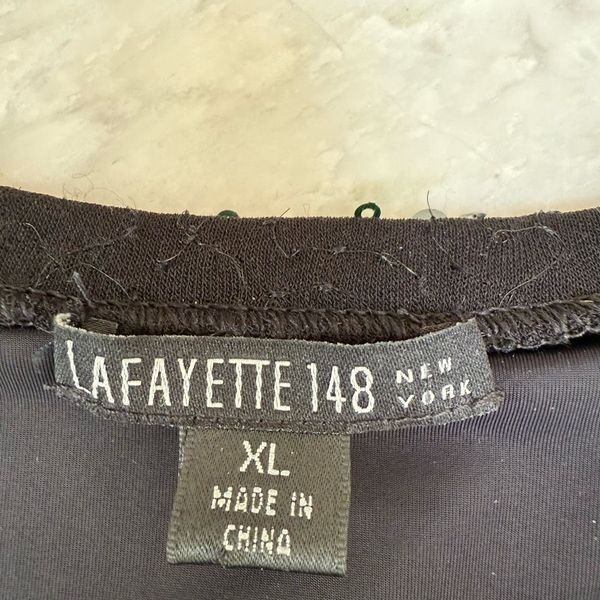 LAFAYETTE 148 NEW YORK
XL
MADE IN
CHINA